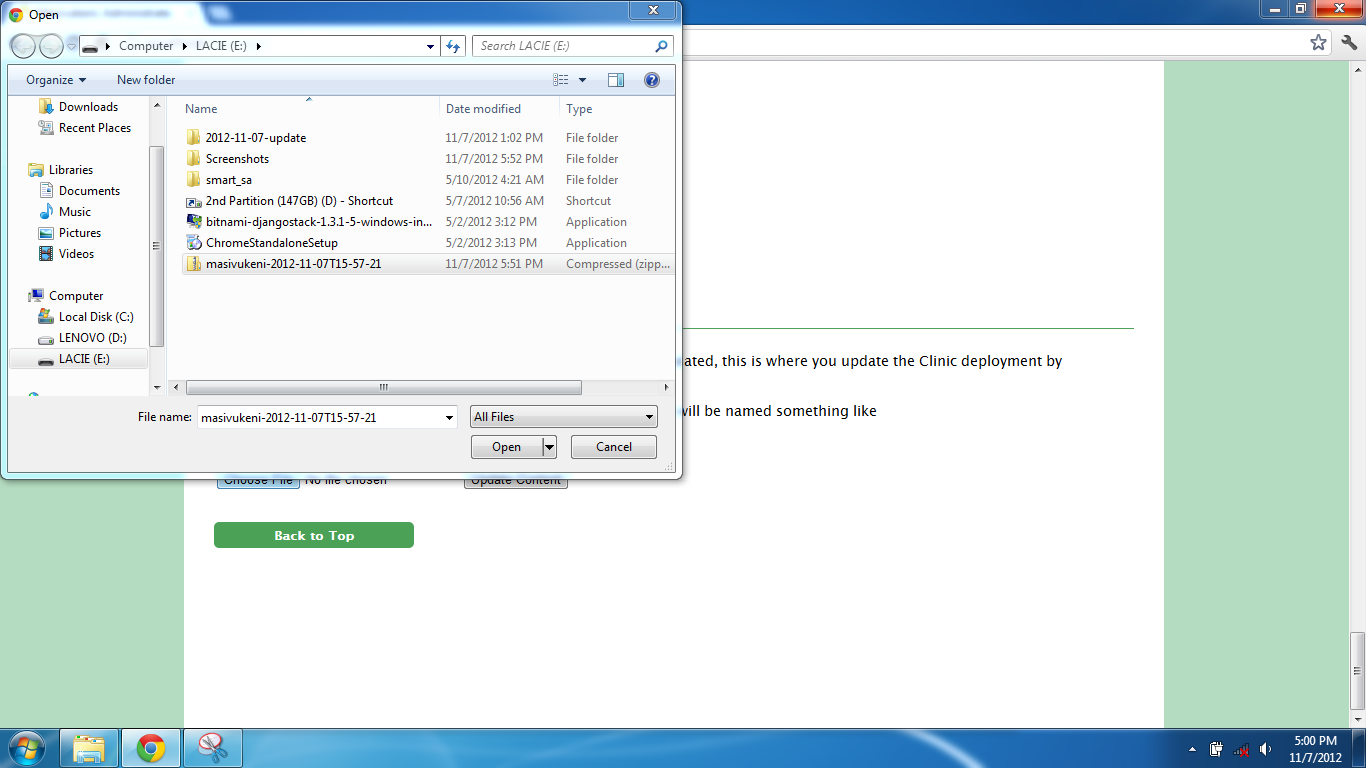 Open
Computer LACIE (E:)
Search LACIE (E:)
Organize New folder
Name Date modified Type
Downloads
Recent Places
Libraries
Documents
Music
Pictures
Videos
Computer
Local Disk (C:)
LENOVO (D:)
LACIE (E:)
2012-11-07-update 11/7/2012 1:02 PM File folder
Screenshots 11/7/2012 5:52 PM File folder
smart_sa 5/10/2012 4:21 AM File folder
2nd Partition (147GB) (D) - Shortcut 5/7/2012 10:56 AM Shortcut
bitnami-djangostack-1.3.1-5-windows-in... 5/2/2012 3:12 PM Application
ChromeStandaloneSetup 5/2/2012 3:13 PM Application
masivukeni-2012-11-07T15-57-21 11/7/2012 5:51 PM Compressed (zipp...
File name: masivukeni-2012-11-07T15-57-21 All Files
Open Cancel
ated, this is where you update the Clinic deployment by
will be named something like
Choose File No file chosen Update Content
Back to Top
5:00 PM
11/7/2012